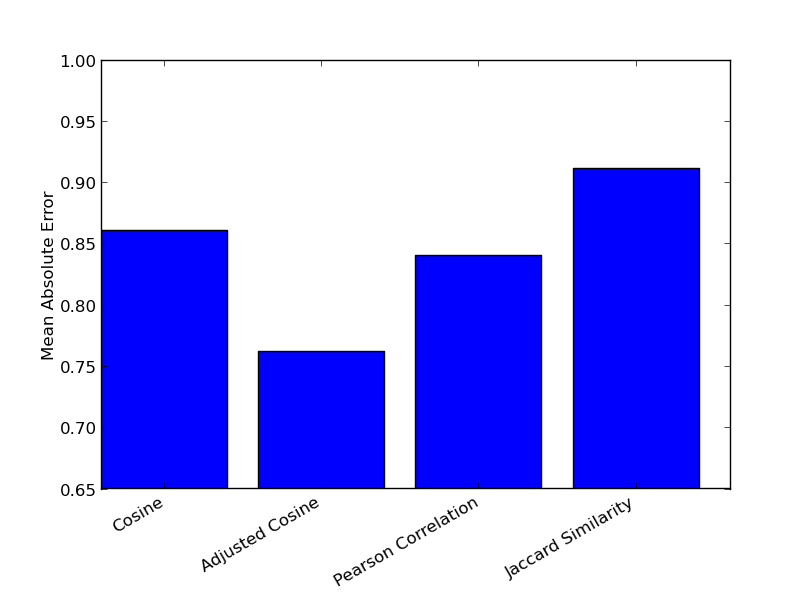 1.00
0.95
0.90
0.85
0.80
0.75
0.70
0.65
Mean Absolute Error
Cosine
Adjusted Cosine
Pearson Correlation
Jaccard Similarity